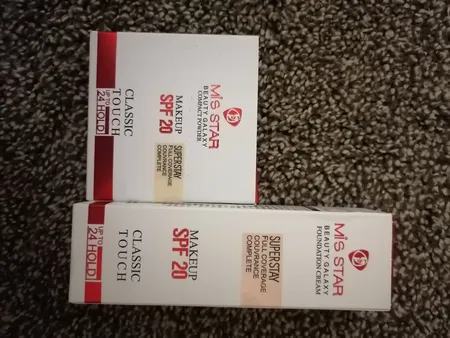 MIS STAR
BEAUTY GALAXY
COMPACT POWDER
SUPERSTAY
FULL COVERAGE
COUVRANCE
COMPLETE
MAKEUP
SPF 20
CLASSIC
TOUCH
UP TO
24 HOLD
MIS STAR
BEAUTY GALAXY
FOUNDATION CREAM
SUPERSTAY
FULL COVERAGE
COUVRANCE
COMPLETE
MAKEUP
SPF 20
CLASSIC
TOUCH
UP TO
24 HOLD